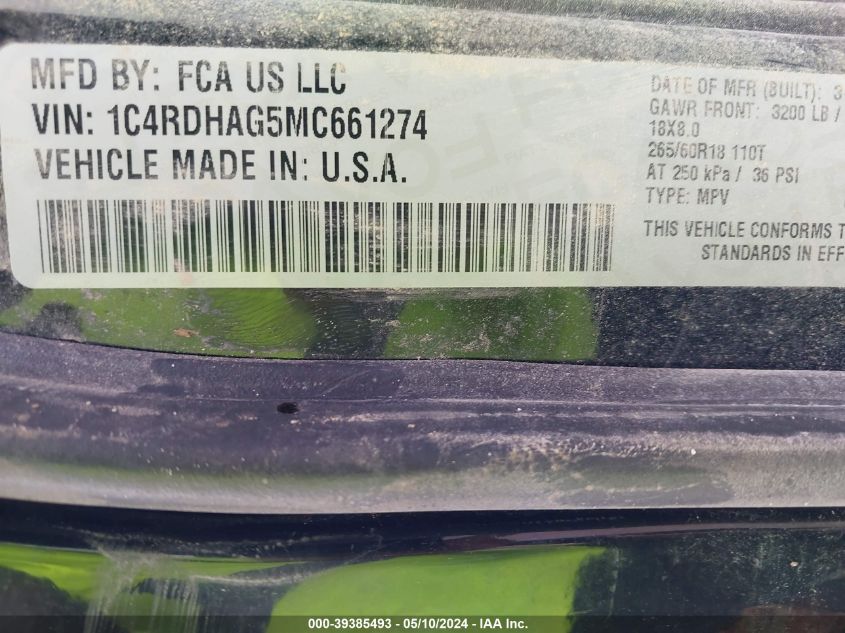 MFD BY: FCA US LLC
VIN: 1C4RDHAG5MC661274
VEHICLE MADE IN: U.S.A.
DATE OF MFR (BUILT): 3
GAWR FRONT: 3200 LB /
18X8.0
265/60R18 110T
AT 250 kPa / 36 PSI
TYPE: MPV
THIS VEHICLE CONFORMS T
STANDARDS IN EFF
000-39385493 - 05/10/2024 - IAA Inc.